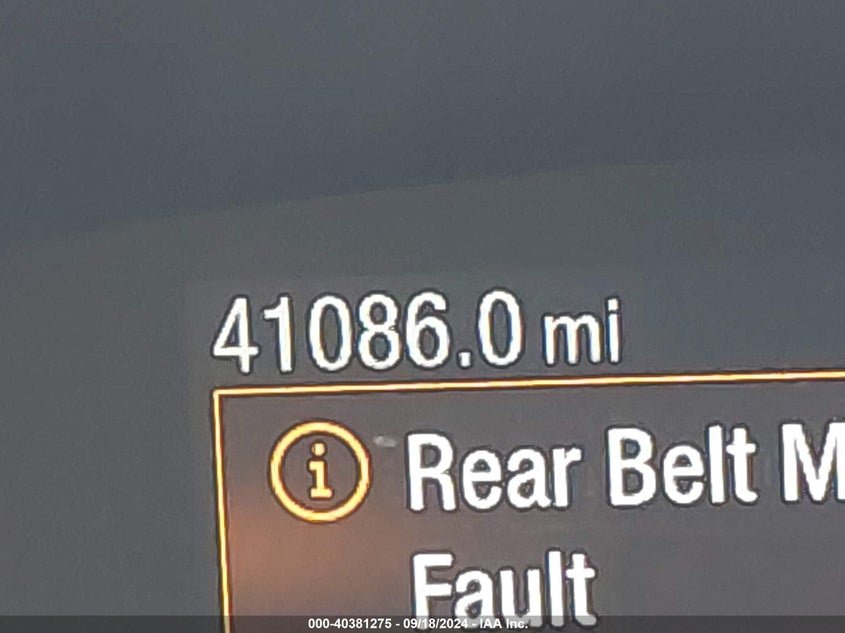 41086.0 mi
i Rear Belt M
Fault
000-40381275 - 09/18/2024 - IAA Inc.